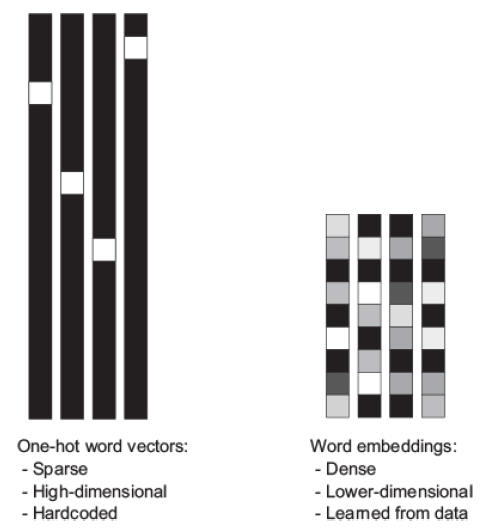 One-hot word vectors:
- Sparse
- High-dimensional
- Hardcoded
Word embeddings:
- Dense
- Lower-dimensional
- Learned from data